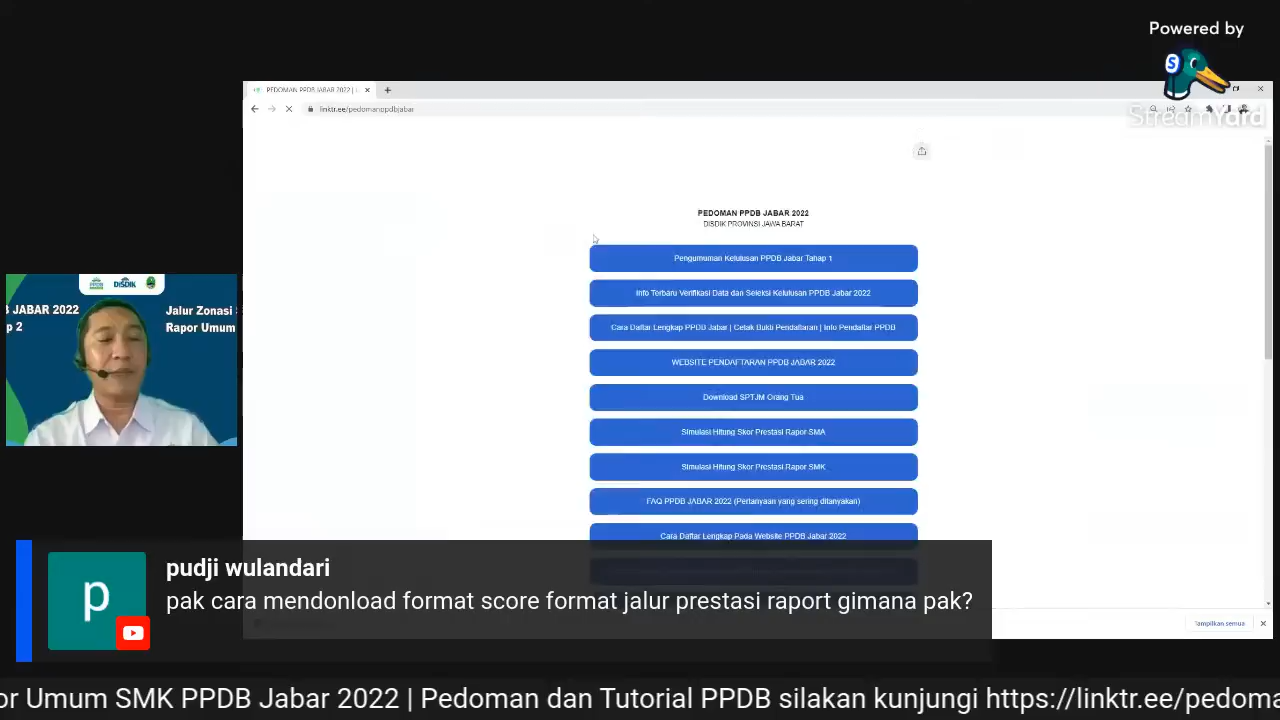 Powered by
StreamYard
PEDOMAN PPDB JABAR 2022 | L
linktr.ee/pedomanppdbjabar
PEDOMAN PPDB JABAR 2022
DISDIK PROVINSI JAWA BARAT
Pengumuman Kelulusan PPDB Jabar Tahap 1
Info Terbaru Verifikasi Data dan Seleksi Kelulusan PPDB Jabar 2022
Cara Daftar Lengkap PPDB Jabar | Cetak Bukti Pendaftaran | Info Pendaftar PPDB
WEBSITE PENDAFTARAN PPDB JABAR 2022
Download SPTJM Orang Tua
Simulasi Hitung Skor Prestasi Rapor SMA
Simulasi Hitung Skor Prestasi Rapor SMK
FAQ PPDB JABAR 2022 (Pertanyaan yang sering ditanyakan)
Cara Daftar Lengkap Pada Website PPDB Jabar 2022
DISDIK
JABAR 2022
Jalur Zonasi
p 2
Rapor Umum
p
pudji wulandari
pak cara mendonload format score format jalur prestasi raport gimana pak?
Tampilkan semua
or Umum SMK PPDB Jabar 2022 | Pedoman dan Tutorial PPDB silakan kunjungi https://linktr.ee/pedoma